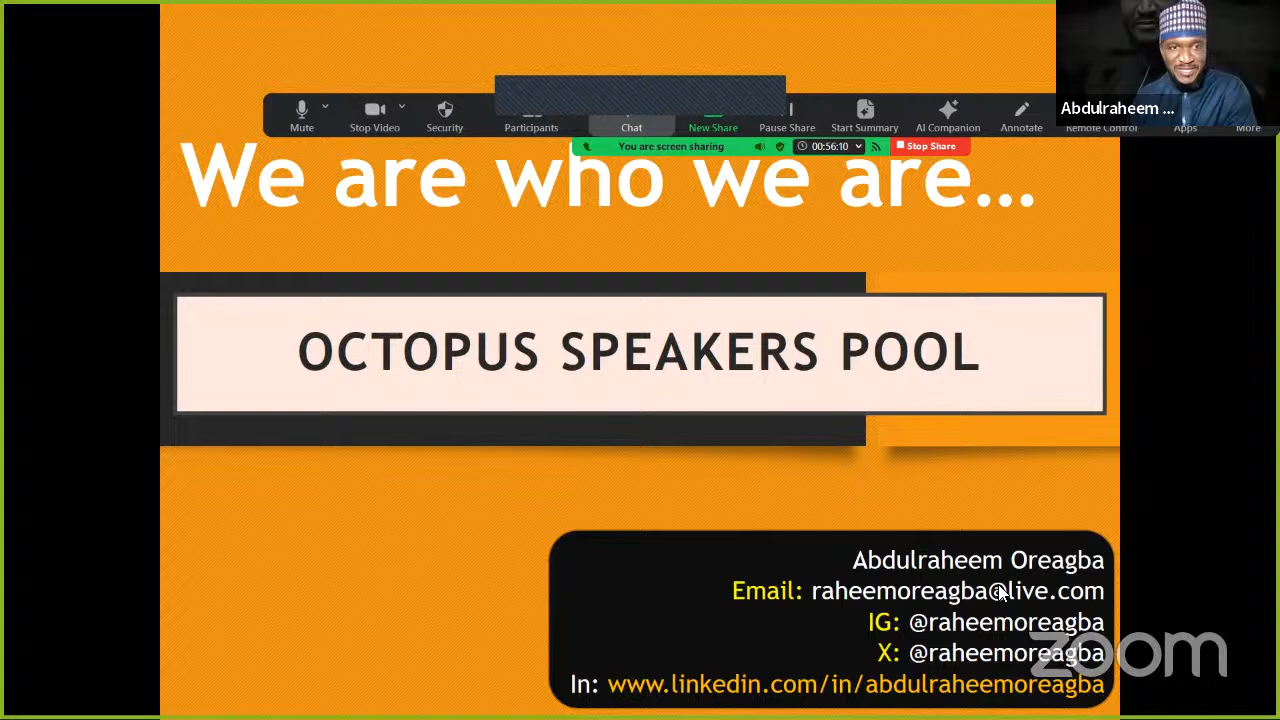 Abdulraheem ...
Mute
Stop Video
Security
Participants
Chat
New Share
Pause Share
Start Summary
AI Companion
Annotate
Remote Control
Apps
More
You are screen sharing
00:56:10
Stop Share
We are who we are...
OCTOPUS SPEAKERS POOL
Abdulraheem Oreagba
Email: raheemoreagba@live.com
IG: @raheemoreagba
X: @raheemoreagba
In: www.linkedin.com/in/abdulraheemoreagba
zoom